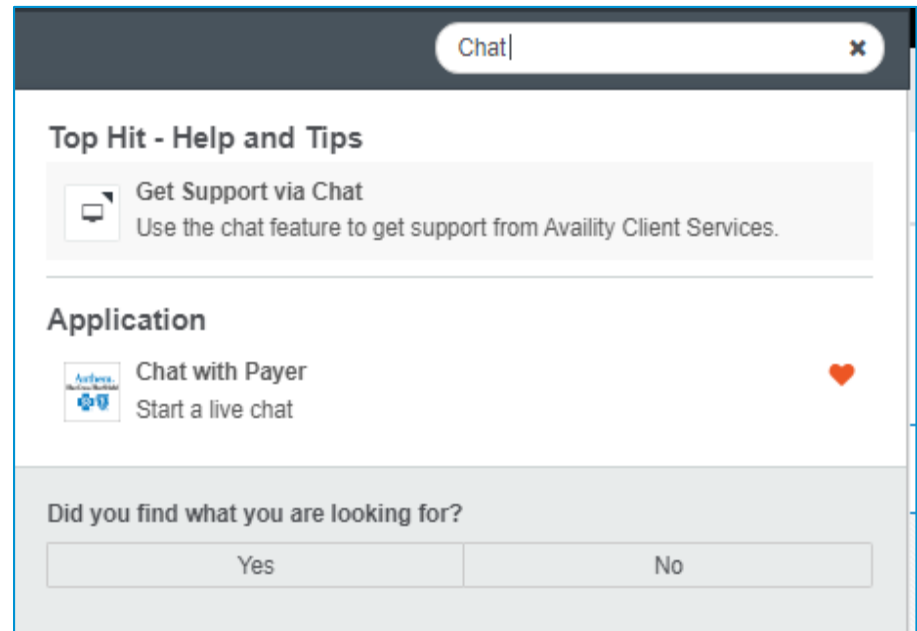 Chat
Top Hit - Help and Tips
Get Support via Chat
Use the chat feature to get support from Availity Client Services.
Application
Anthem.
Chat with Payer
Start a live chat
Did you find what you are looking for?
Yes
No